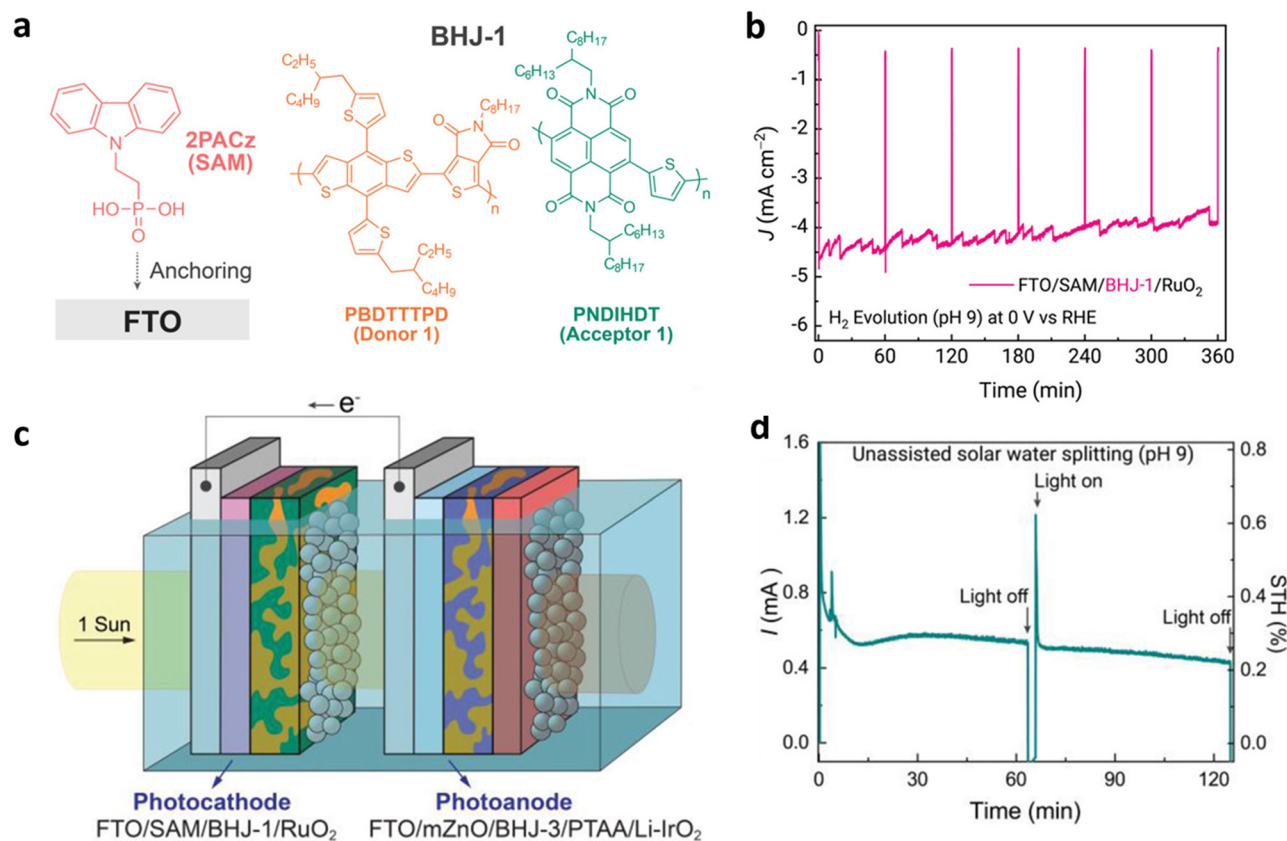 a
BHJ-1
2PACz
(SAM)
N
HO
P
OH
O
Anchoring
FTO
C₂H₅
C₄H₉
S
C₈H₁₇
N
O
O
S
S
S
n
S
C₂H₅
C₄H₉
PBDTTTPD
(Donor 1)
C₈H₁₇
C₆H₁₃
O
N
O
S
n
O
N
O
C₆H₁₃
C₈H₁₇
PNDIHDT
(Acceptor 1)
b
J (mA cm⁻²)
0
-1
-2
-3
-4
-5
-6
FTO/SAM/BHJ-1/RuO₂
H₂ Evolution (pH 9) at 0 V vs RHE
0 60 120 180 240 300 360
Time (min)
c
e⁻
1 Sun
Photocathode
FTO/SAM/BHJ-1/RuO₂
Photoanode
FTO/mZnO/BHJ-3/PTAA/Li-IrO₂
d
Unassisted solar water splitting (pH 9)
Light on
Light off
Light off
I (mA)
1.6
1.2
0.8
0.4
0.0
STH (%)
0.8
0.6
0.4
0.2
0.0
0 30 60 90 120
Time (min)